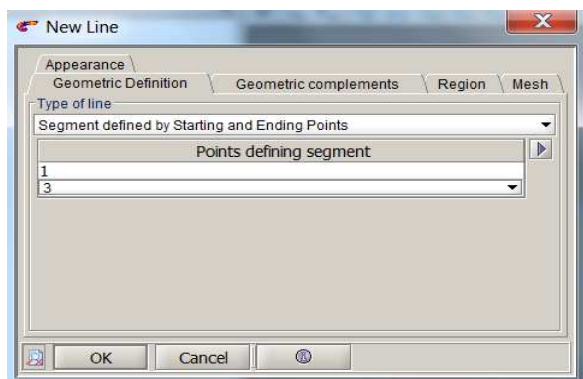 New Line
Appearance
Geometric Definition Geometric complements Region Mesh
Type of line
Segment defined by Starting and Ending Points
Points defining segment
1
3
OK Cancel